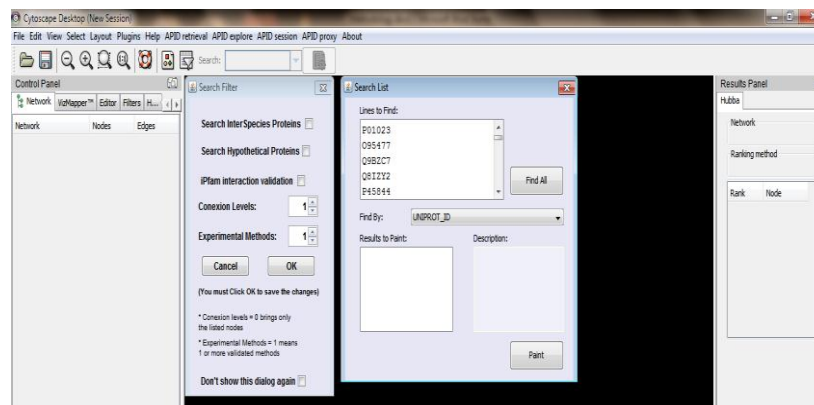 Cytoscape Desktop (New Session)
File Edit View Select Layout Plugins Help APID retrieval APID explore APID session APID proxy About
Search:
Control Panel
Network VizMapper™ Editor Filters H...
Network Nodes Edges
Search Filter
Search InterSpecies Proteins
Search Hypothetical Proteins
iPfam interaction validation
Conexion Levels: 1
Experimental Methods: 1
Cancel OK
(You must Click OK to save the changes)
* Conexion levels = 0 brings only
the listed nodes
* Experimental Methods = 1 means
1 or more validated methods
Don't show this dialog again
Search List
Lines to Find:
P01023
O95477
Q9BZC7
Q8IZY2
P45844
Find All
Find By: UNIPROT_ID
Results to Paint: Description:
Paint
Results Panel
Hubba
Network
Ranking method
Rank Node